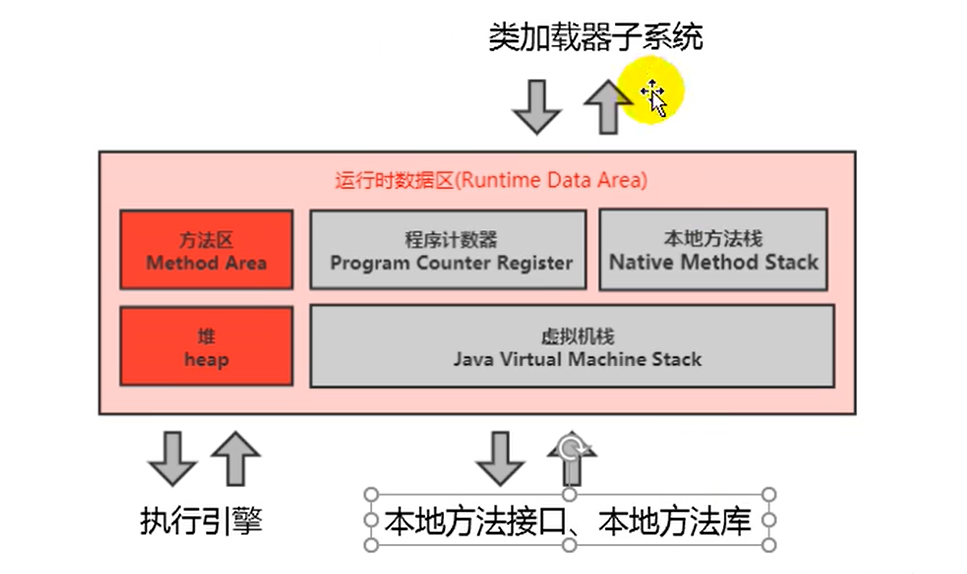 类加载器子系统
运行时数据区(Runtime Data Area)
方法区
Method Area
程序计数器
Program Counter Register
本地方法栈
Native Method Stack
堆
heap
虚拟机栈
Java Virtual Machine Stack
执行引擎
本地方法接口、本地方法库